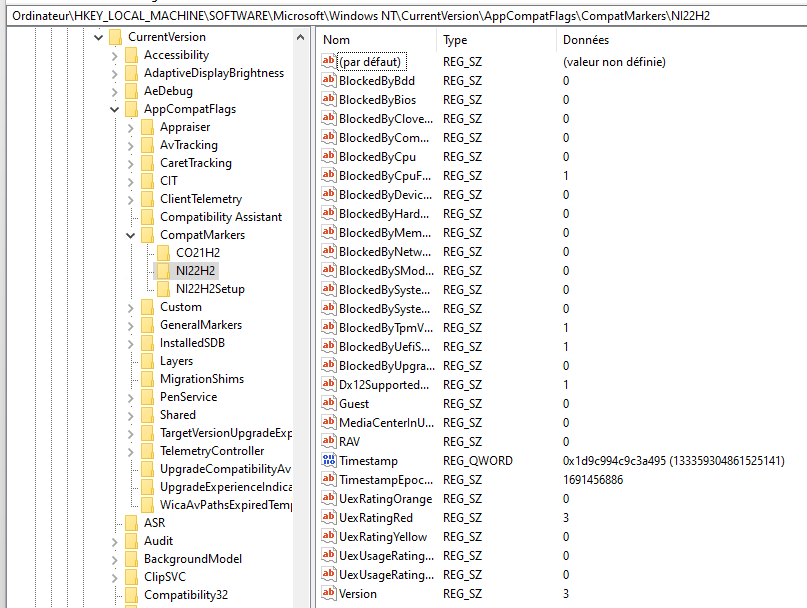 Ordinateur\HKEY_LOCAL_MACHINE\SOFTWARE\Microsoft\Windows NT\CurrentVersion\AppCompatFlags\CompatMarkers\NI22H2
CurrentVersion
Accessibility
AdaptiveDisplayBrightness
AeDebug
AppCompatFlags
Appraiser
AvTracking
CaretTracking
CIT
ClientTelemetry
Compatibility Assistant
CompatMarkers
CO21H2
NI22H2
NI22H2Setup
Custom
GeneralMarkers
InstalledSDB
Layers
MigrationShims
PenService
Shared
TargetVersionUpgradeExp
TelemetryController
UpgradeCompatibilityAv
UpgradeExperienceIndica
WicaAvPathsExpiredTemp
ASR
Audit
BackgroundModel
ClipSVC
Compatibility32
Nom Type Données
(par défaut) REG_SZ (valeur non définie)
BlockedByBdd REG_SZ 0
BlockedByBios REG_SZ 0
BlockedByClove... REG_SZ 0
BlockedByCom... REG_SZ 0
BlockedByCpu REG_SZ 0
BlockedByCpuF... REG_SZ 1
BlockedByDevic... REG_SZ 0
BlockedByHard... REG_SZ 0
BlockedByMem... REG_SZ 0
BlockedByNetw... REG_SZ 0
BlockedBySMod... REG_SZ 0
BlockedBySyste... REG_SZ 0
BlockedBySyste... REG_SZ 0
BlockedByTpmV... REG_SZ 1
BlockedByUefiS... REG_SZ 1
BlockedByUpgra... REG_SZ 0
Dx12Supported... REG_SZ 1
Guest REG_SZ 0
MediaCenterInU... REG_SZ 0
RAV REG_SZ 0
Timestamp REG_QWORD 0x1d9c994c9c3a495 (133359304861525141)
TimestampEpoc... REG_SZ 1691456886
UexRatingOrange REG_SZ 0
UexRatingRed REG_SZ 3
UexRatingYellow REG_SZ 0
UexUsageRating... REG_SZ 0
UexUsageRating... REG_SZ 0
Version REG_SZ 3